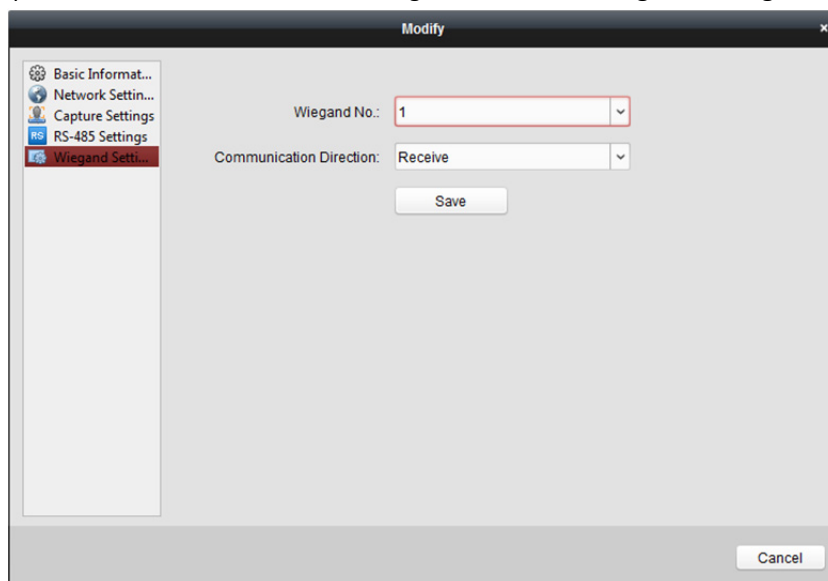 Modify
×
Basic Informat...
Network Settin...
Capture Settings
RS RS-485 Settings
Wiegand Setti...
Wiegand No.: 1
Communication Direction: Receive
Save
Cancel